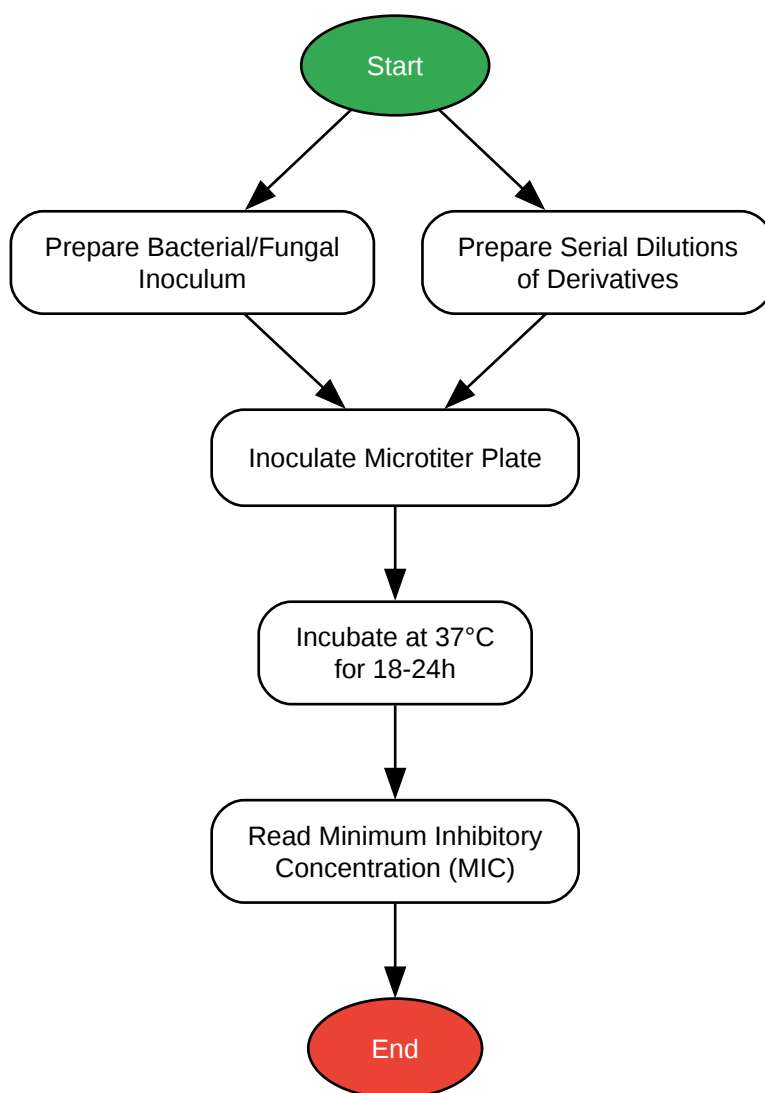 Start
Prepare Bacterial/Fungal
Inoculum
Prepare Serial Dilutions
of Derivatives
Inoculate Microtiter Plate
Incubate at 37°C
for 18-24h
Read Minimum Inhibitory
Concentration (MIC)
End